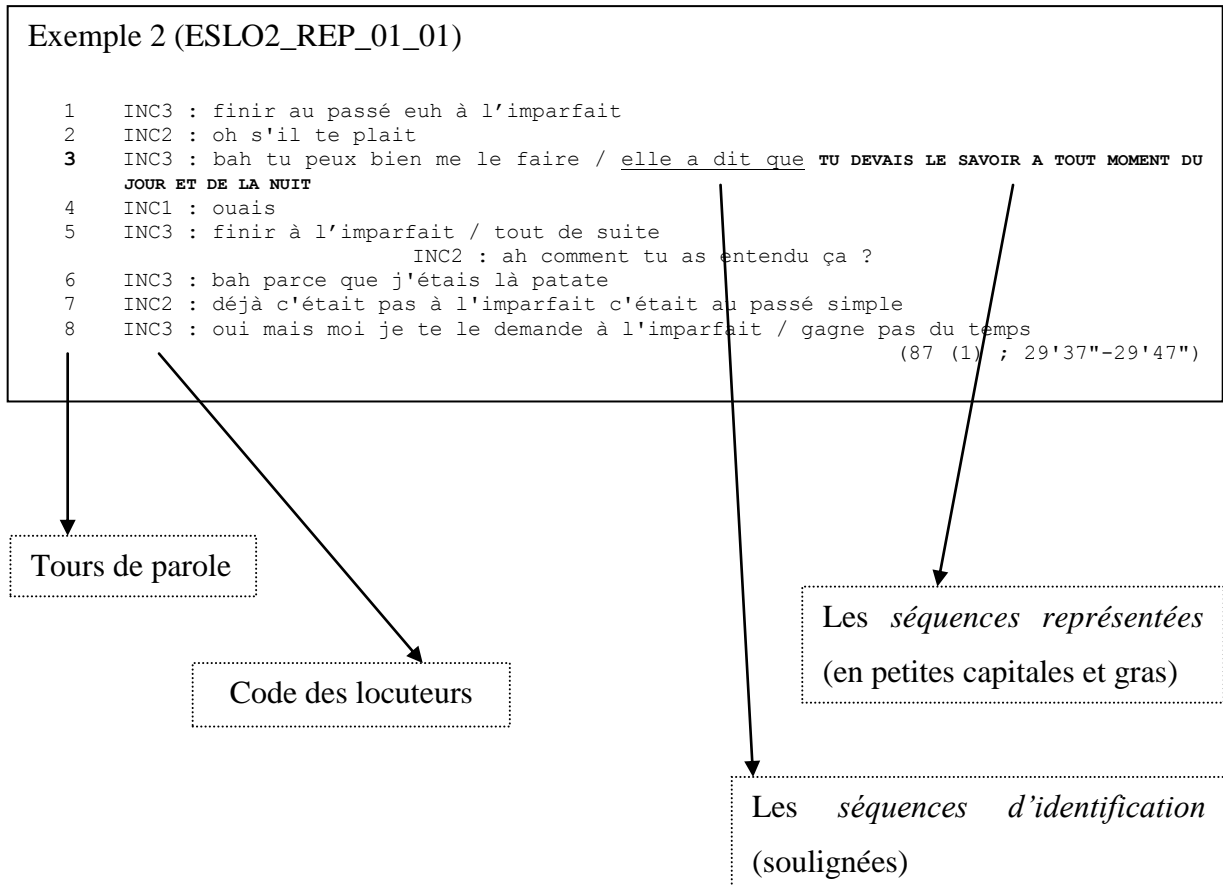 Exemple 2 (ESLO2_REP_01_01)
1 INC3 : finir au passé euh à l’imparfait
2 INC2 : oh s'il te plait
3 INC3 : bah tu peux bien me le faire / elle a dit que TU DEVAIS LE SAVOIR A TOUT MOMENT DU
JOUR ET DE LA NUIT
4 INC1 : ouais
5 INC3 : finir à l’imparfait / tout de suite
INC2 : ah comment tu as entendu ça ?
6 INC3 : bah parce que j'étais là patate
7 INC2 : déjà c'était pas à l'imparfait c'était au passé simple
8 INC3 : oui mais moi je te le demande à l'imparfait / gagne pas du temps
(87 (1) ; 29'37"-29'47")
Tours de parole
Code des locuteurs
Les séquences représentées
(en petites capitales et gras)
Les séquences d’identification
(soulignées)